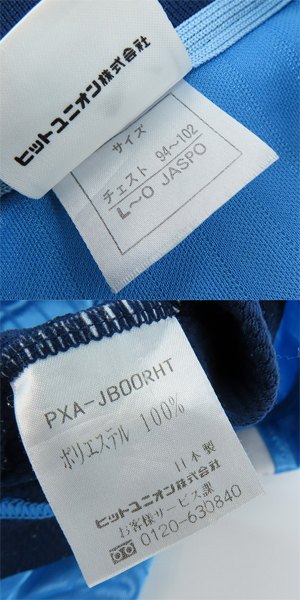 ヒットユニオン株式会社
サイズ
チェスト 94～102
L～O JASPO
PXA-JB00RHT
ポリエステル 100%
日本製
ヒットユニオン株式会社
お客様サービス課
0120-630840